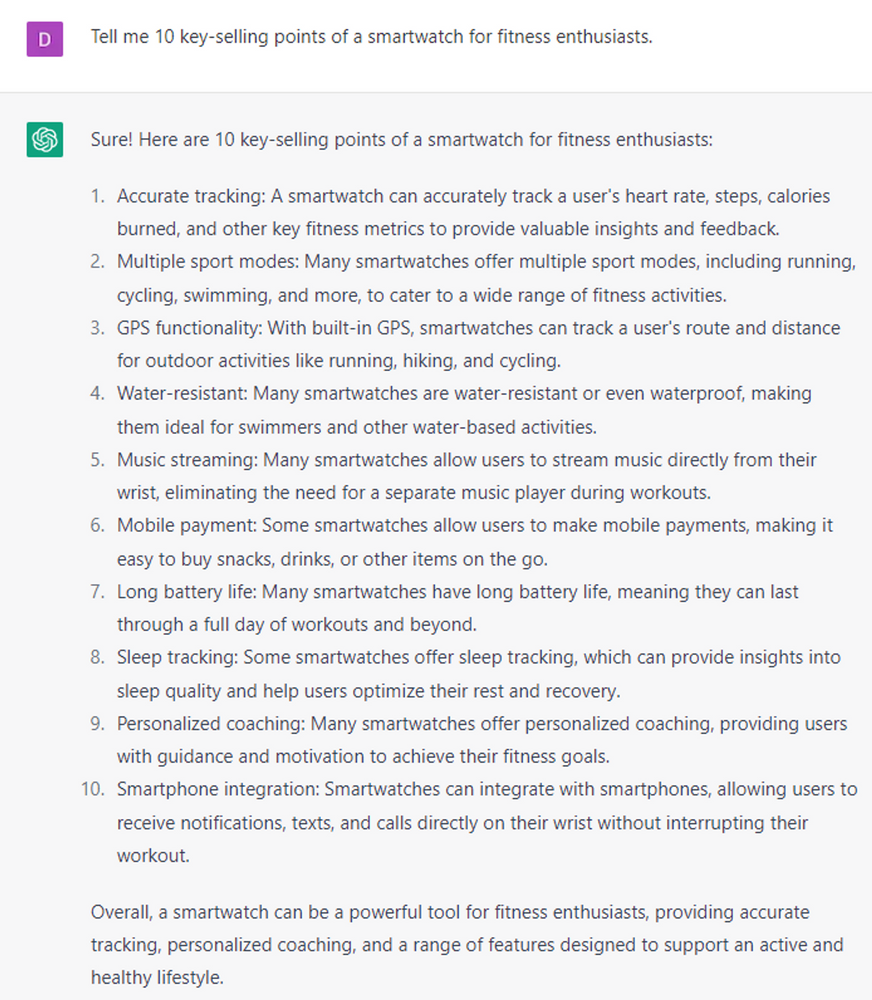 D
Tell me 10 key-selling points of a smartwatch for fitness enthusiasts.
Sure! Here are 10 key-selling points of a smartwatch for fitness enthusiasts:
1. Accurate tracking: A smartwatch can accurately track a user's heart rate, steps, calories
burned, and other key fitness metrics to provide valuable insights and feedback.
2. Multiple sport modes: Many smartwatches offer multiple sport modes, including running,
cycling, swimming, and more, to cater to a wide range of fitness activities.
3. GPS functionality: With built-in GPS, smartwatches can track a user's route and distance
for outdoor activities like running, hiking, and cycling.
4. Water-resistant: Many smartwatches are water-resistant or even waterproof, making
them ideal for swimmers and other water-based activities.
5. Music streaming: Many smartwatches allow users to stream music directly from their
wrist, eliminating the need for a separate music player during workouts.
6. Mobile payment: Some smartwatches allow users to make mobile payments, making it
easy to buy snacks, drinks, or other items on the go.
7. Long battery life: Many smartwatches have long battery life, meaning they can last
through a full day of workouts and beyond.
8. Sleep tracking: Some smartwatches offer sleep tracking, which can provide insights into
sleep quality and help users optimize their rest and recovery.
9. Personalized coaching: Many smartwatches offer personalized coaching, providing users
with guidance and motivation to achieve their fitness goals.
10. Smartphone integration: Smartwatches can integrate with smartphones, allowing users to
receive notifications, texts, and calls directly on their wrist without interrupting their
workout.
Overall, a smartwatch can be a powerful tool for fitness enthusiasts, providing accurate
tracking, personalized coaching, and a range of features designed to support an active and
healthy lifestyle.